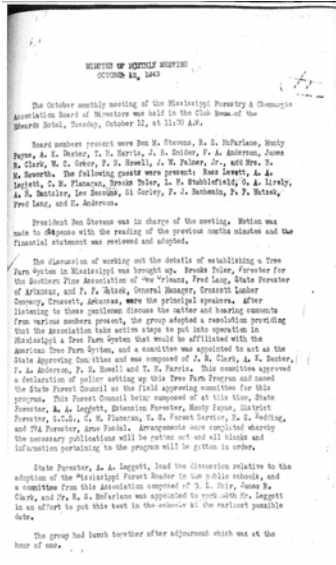 MINUTES OF MONTHLY MEETING
OCTOBER 12, 1943
The October monthly meeting of the Mississippi Forestry & Chemurgic
Association Board of Directors was held in the Club Room of the
Edwards Hotel, Tuesday, October 12, at 11:00 A.M.
Board members present were Ben M. Stevens, R. S. McFarlane, Monty
Payne, A. K. Dexter, T. N. Harris, J. B. Snider, F. A. Anderson, James
R. Clark, W. C. Greer, P. N. Howell, J. W. Palmer, Jr., and Mrs. S.
M. Howorth. The following guests were present: Russ Levatt, A. A.
Leggett, C. M. Flanagan, Brooks Toler, L. H. Stubblefield, G. A. Lirely,
A. B. Dantzler, Lee Seccumb, Si Corley, F. J. Bechenin, P. P. Watzek,
Fred Lang, and H. Anderson.
President Ben Stevens was in charge of the meeting. Motion was
made to dispense with the reading of the previous months minutes and the
financial statement was reviewed and adopted.
The discussion of working out the details of establishing a Tree
Farm System in Mississippi was brought up. Brooks Toler, Forester for
the Southern Pine Association of New Orleans, Fred Lang, State Forester
of Arkansas, and P. Watzek, General Manager, Crossett Lumber
Company, Crossett, Arkansas, were the principal speakers. After
listening to these gentlemen discuss the matter and hearing comments
from various members present, the group adopted a resolution providing
that the Association take active steps to put into operation in
Mississippi a Tree Farm System that would be affiliated with the
American Tree Farm System, and a committee was appointed to act as the
State Approving Committee and was composed of J. R. Clark, A. K. Dexter,
F. A. Anderson, P. N. Howell and T. N. Harris. This committee approved
a declaration of policy setting up this Tree Farm Program and named
the State Forest Council as the field approving committee for this
program. This Forest Council being composed of at this time, State
Forester, A. A. Leggett, Extension Forester, Monty Payne, District
Forester, S.C.S., C. M. Flanagan, U. S. Forest Service, H. S. Redding,
and TVA Forester, Arne Fosdal. Arrangements were completed whereby
the necessary publications will be gotten out and all blanks and
information pertaining to the program will be gotten in order.
State Forester, A. A. Leggett, lead the discussion relative to the
adoption of the Mississippi Forest Reader in the public schools, and
a committee from this Association composed of D. L. Fair, James R.
Clark, and Mr. R. S. McFarlane was appointed to work with Mr. Leggett
in an effort to put this text in the schools at the earliest possible
date.
The group had lunch together after adjournment which was at the
hour of one.